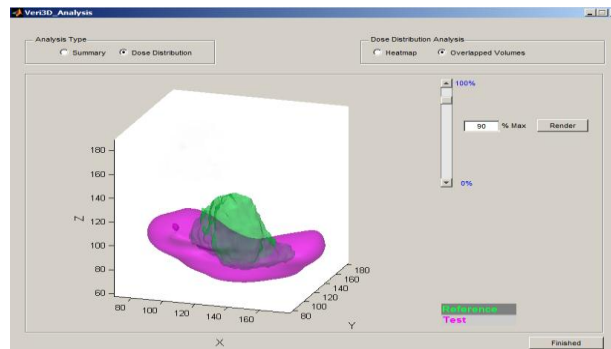 Veri3D_Analysis
Analysis Type
Summary
Dose Distribution
Dose Distribution Analysis
Heatmap
Overlapped Volumes
100%
90
% Max
Render
0%
180
160
140
120
100
80
60
Z
80
100
120
140
160
X
80
100
120
140
160
180
Y
Reference
Test
Finished